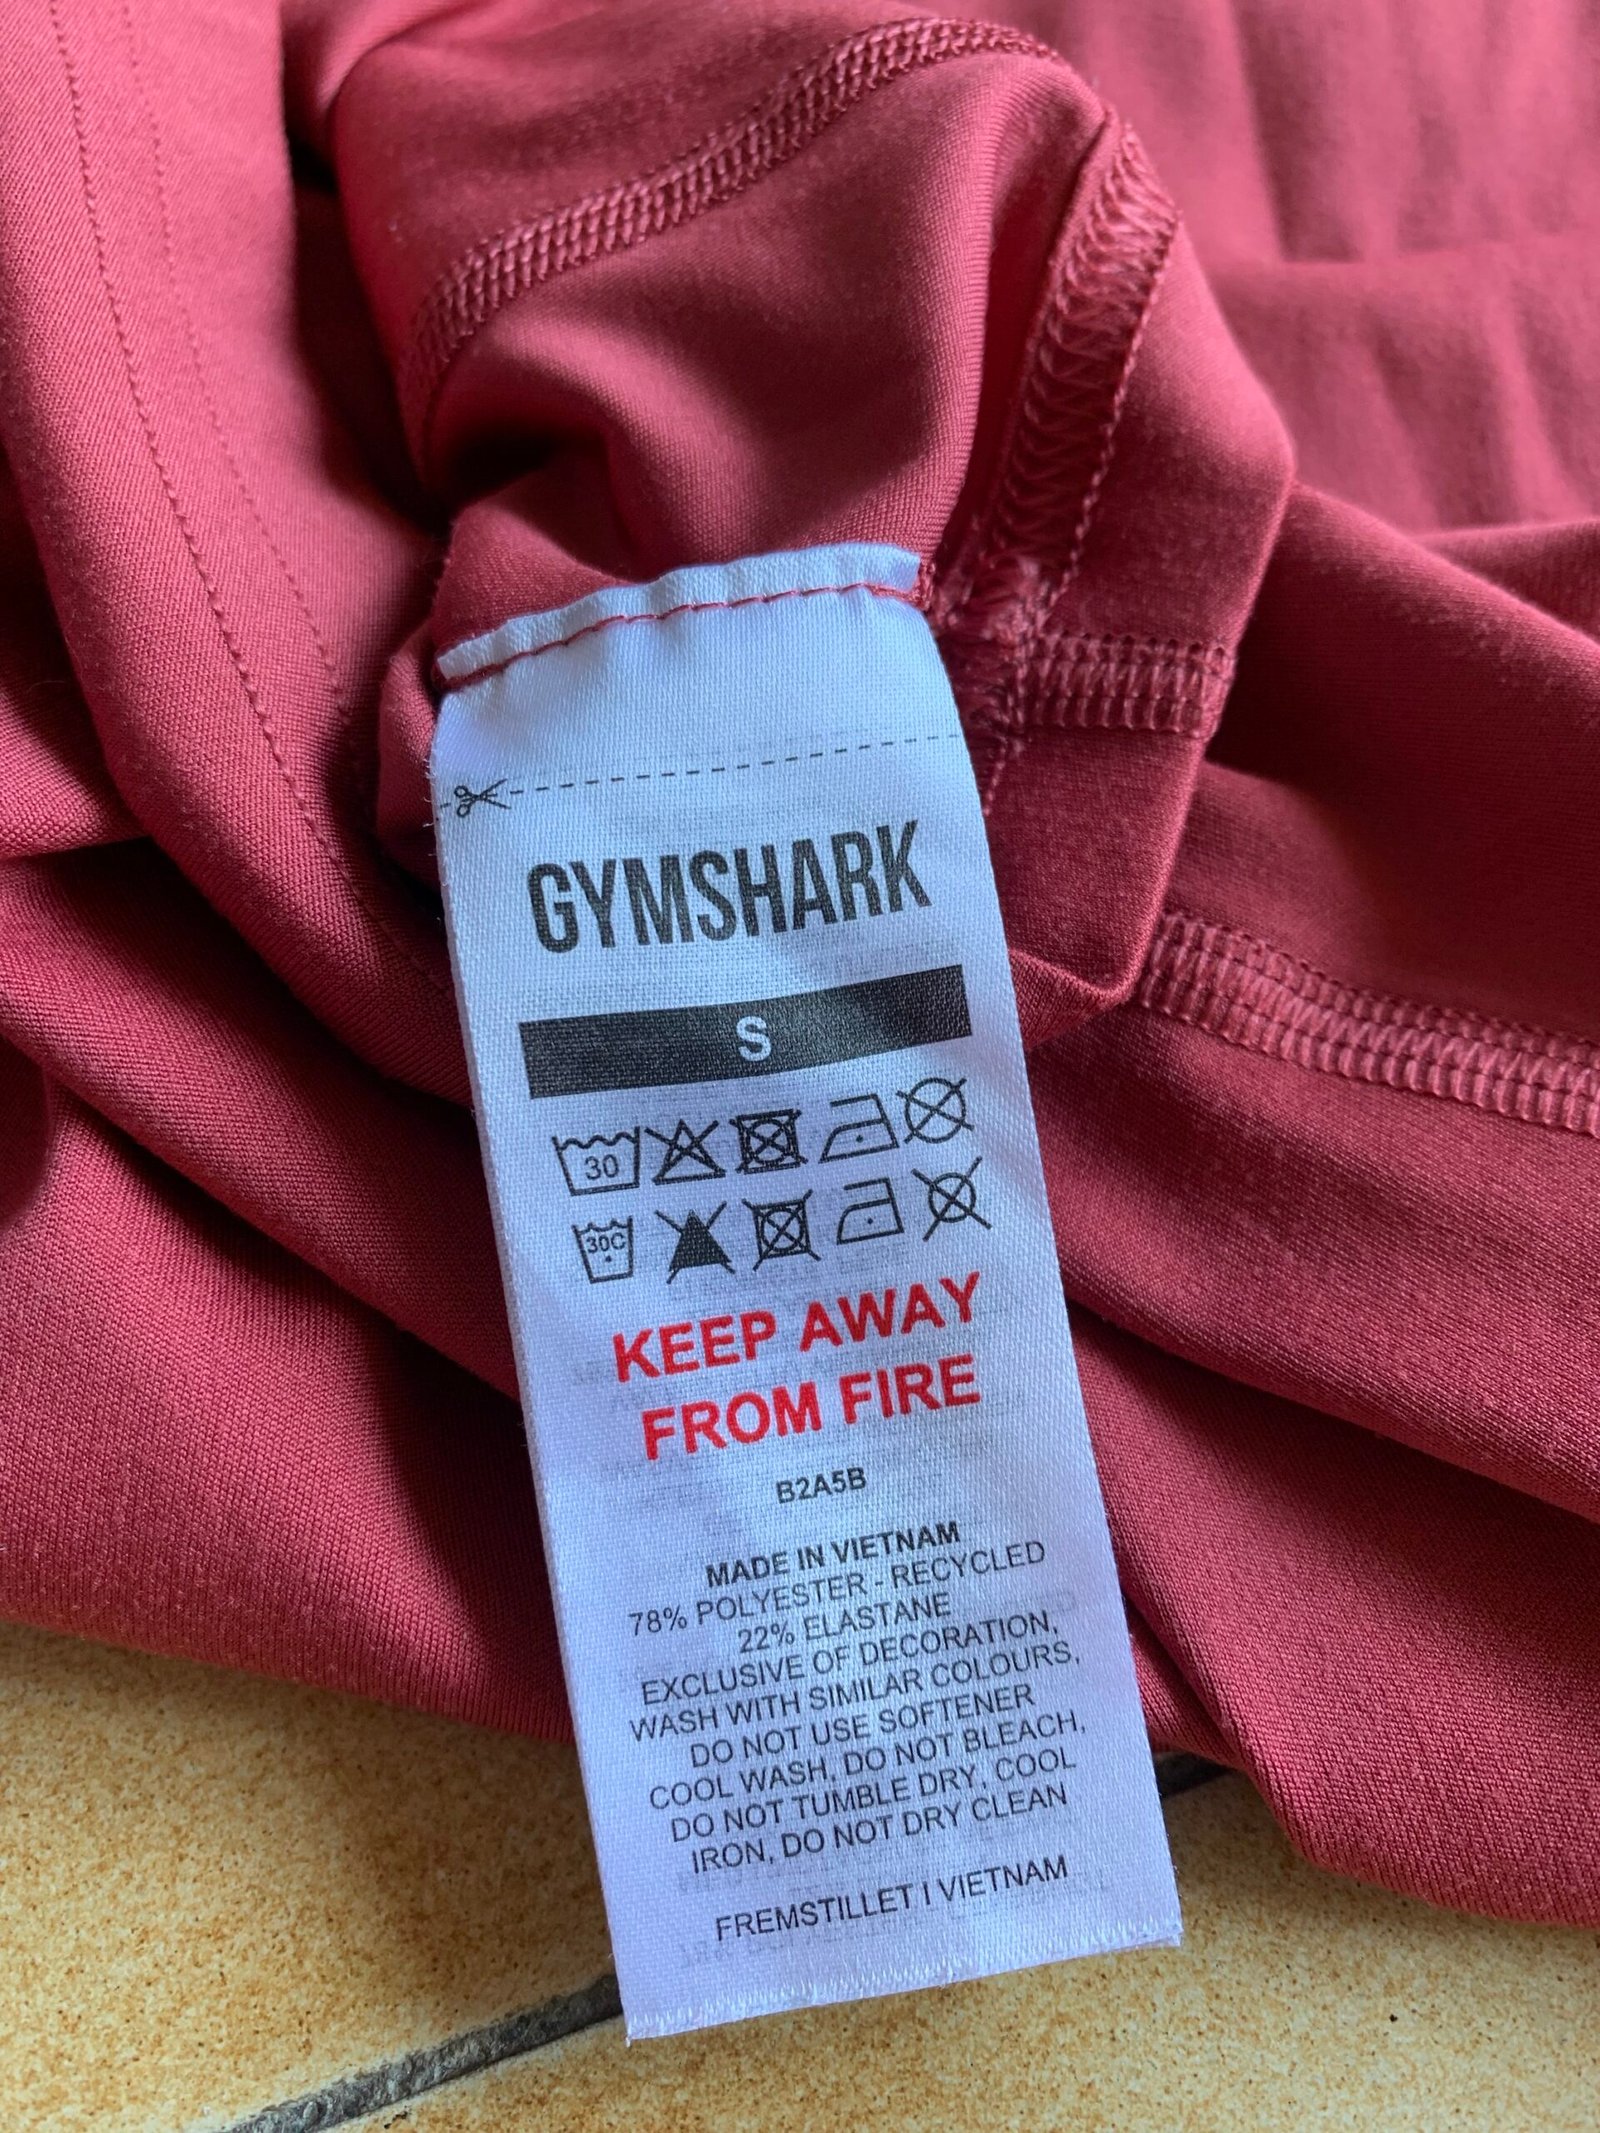 GYMSHARK
S
30
30C
KEEP AWAY
FROM FIRE
B2A5B
MADE IN VIETNAM
78% POLYESTER - RECYCLED
22% ELASTANE
EXCLUSIVE OF DECORATION,
WASH WITH SIMILAR COLOURS,
DO NOT USE SOFTENER
COOL WASH, DO NOT BLEACH,
DO NOT TUMBLE DRY, COOL
IRON, DO NOT DRY CLEAN
FREMSTILLET I VIETNAM